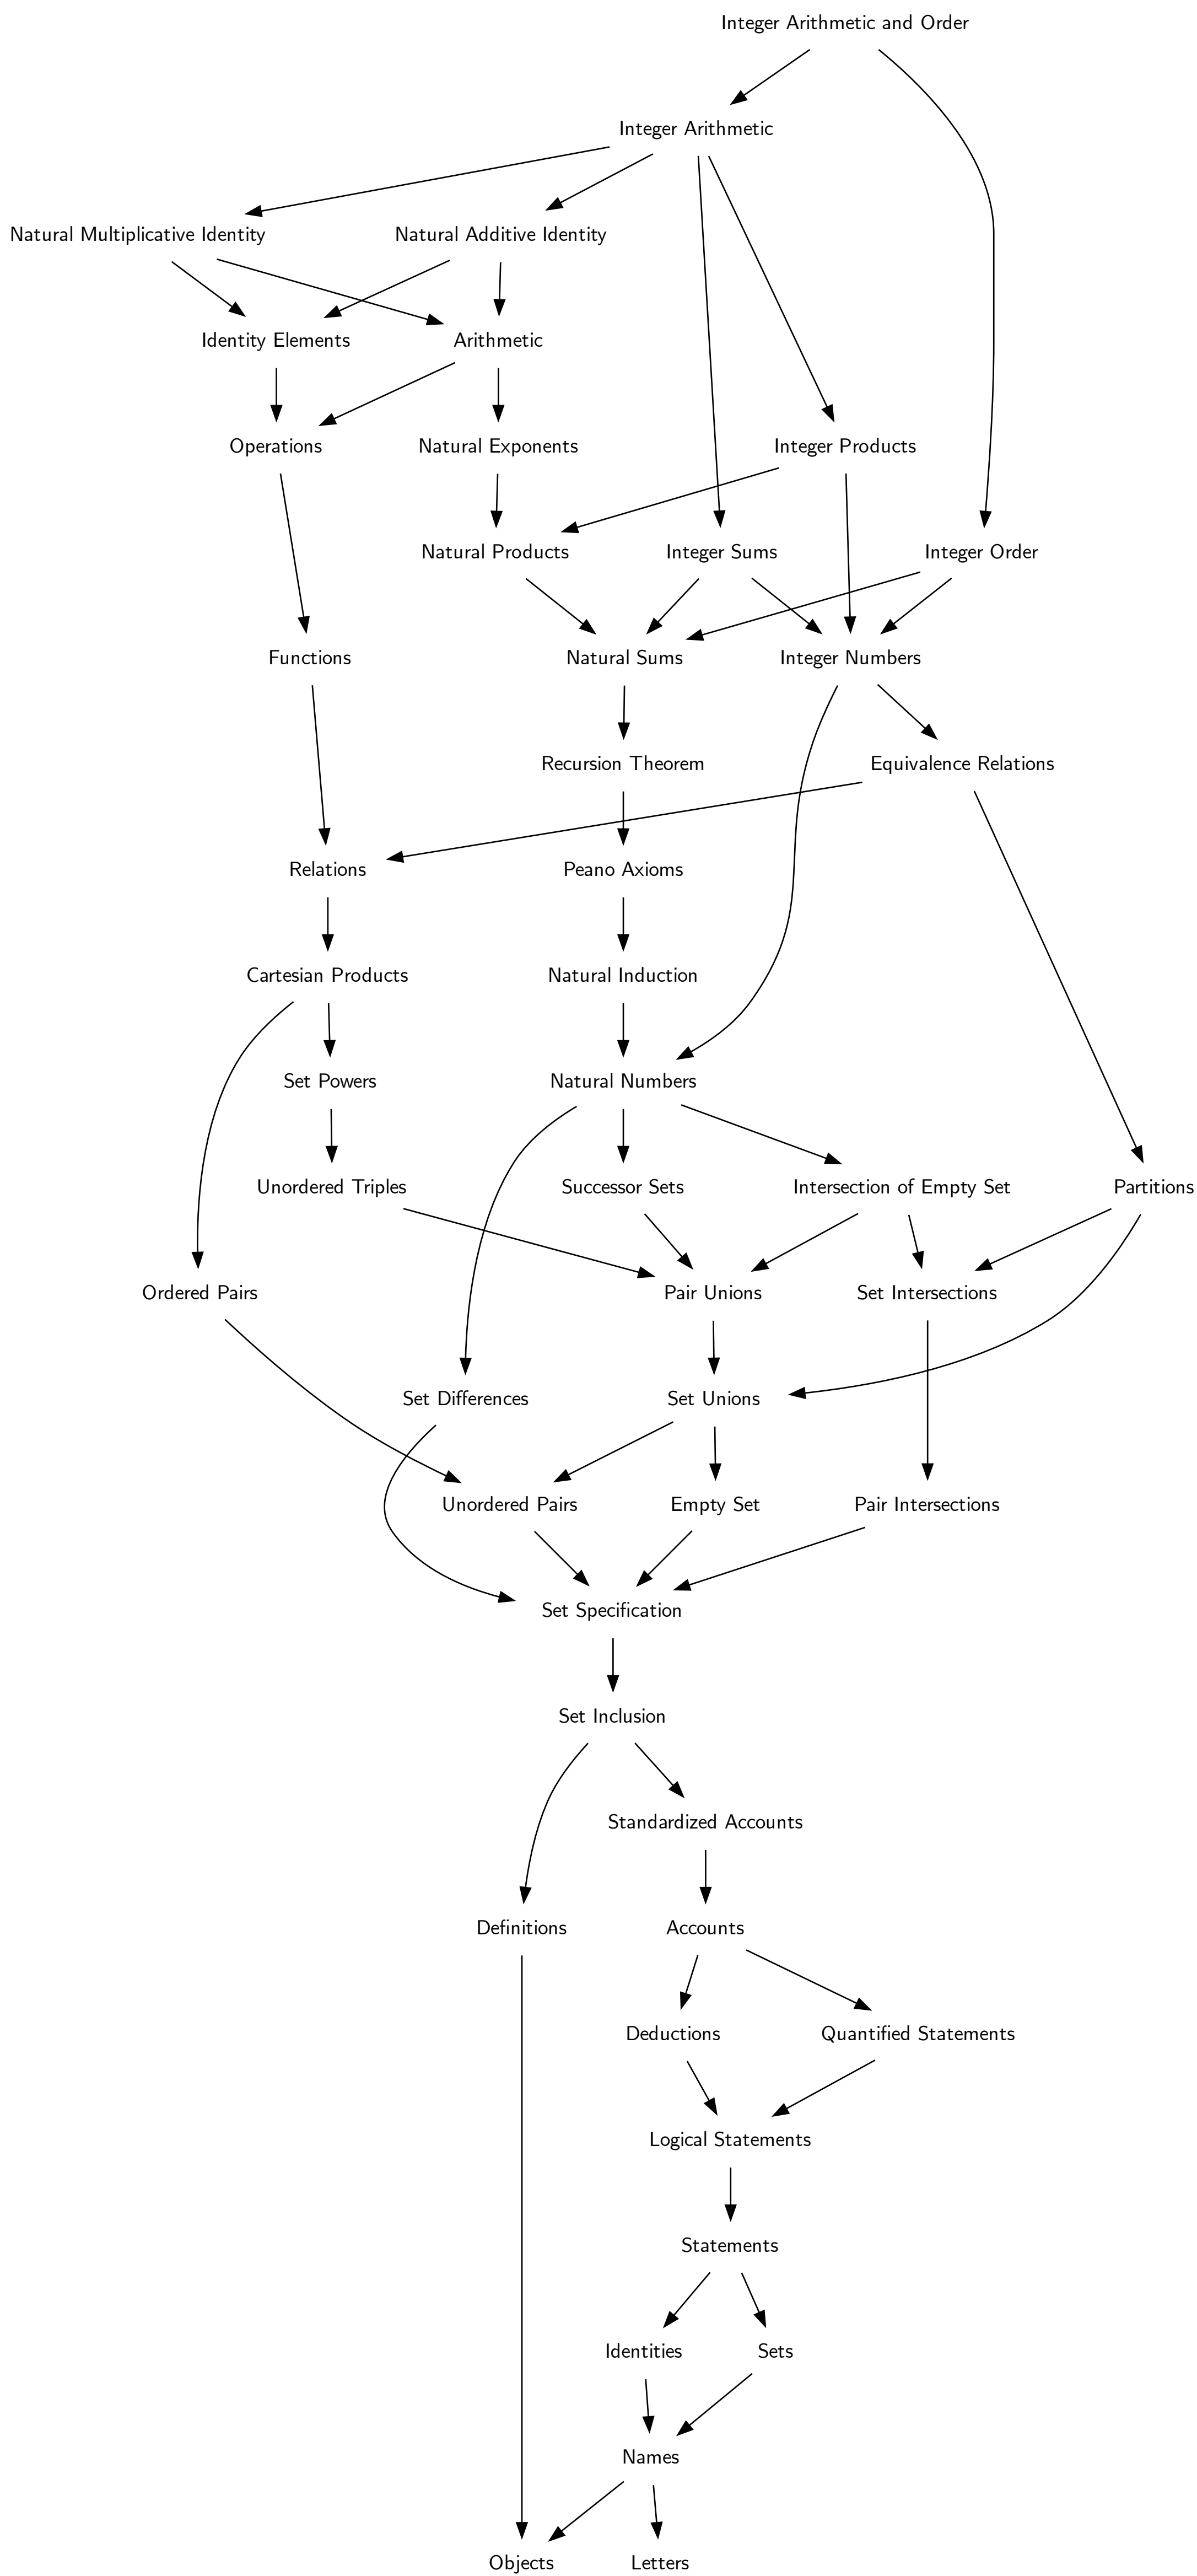 Integer Arithmetic and Order
Integer Arithmetic
Natural Multiplicative Identity
Natural Additive Identity
Identity Elements
Arithmetic
Operations
Natural Exponents
Integer Products
Natural Products
Integer Sums
Integer Order
Functions
Natural Sums
Integer Numbers
Recursion Theorem
Equivalence Relations
Relations
Peano Axioms
Cartesian Products
Natural Induction
Set Powers
Natural Numbers
Unordered Triples
Successor Sets
Intersection of Empty Set
Partitions
Ordered Pairs
Pair Unions
Set Intersections
Set Differences
Set Unions
Unordered Pairs
Empty Set
Pair Intersections
Set Specification
Set Inclusion
Standardized Accounts
Definitions
Accounts
Deductions
Quantified Statements
Logical Statements
Statements
Identities
Sets
Names
Objects
Letters